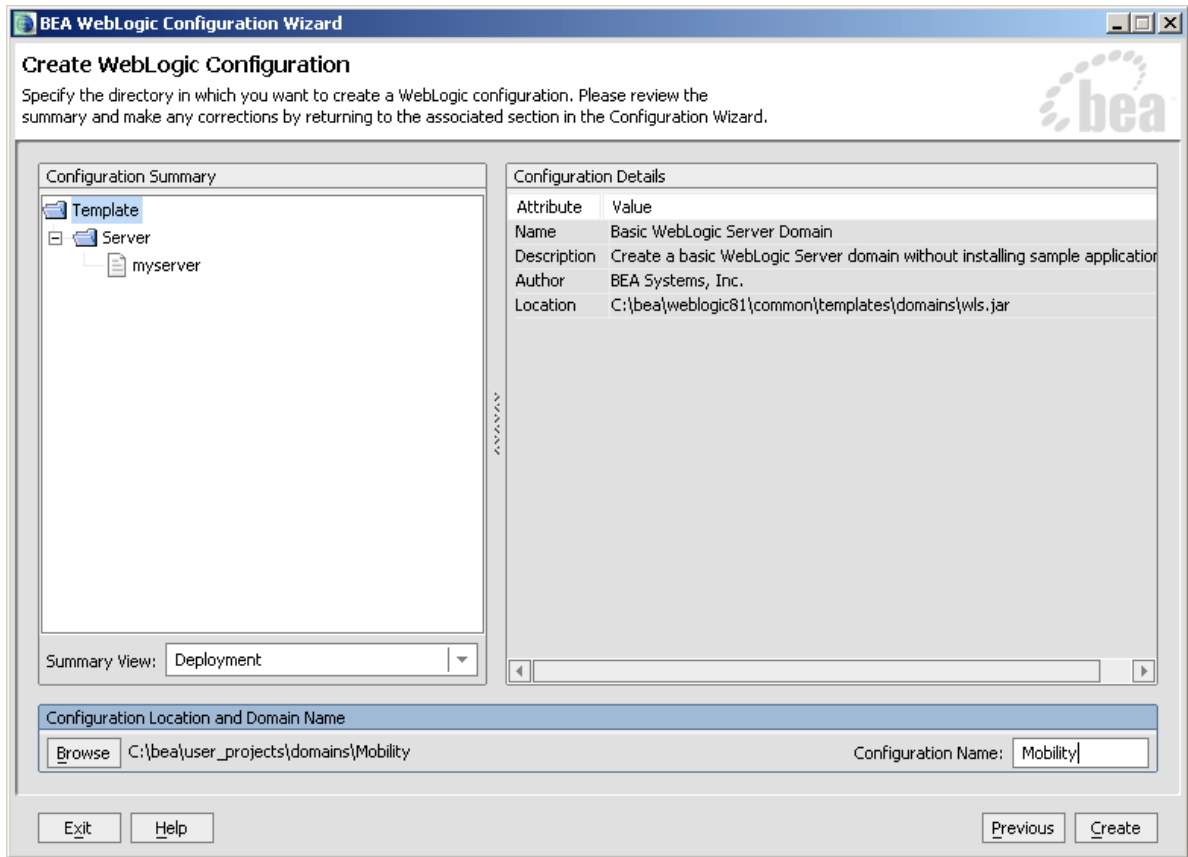 BEA WebLogic Configuration Wizard
Create WebLogic Configuration
Specify the directory in which you want to create a WebLogic configuration. Please review the
summary and make any corrections by returning to the associated section in the Configuration Wizard.
bea
Configuration Summary
Template
Server
myserver
Summary View: Deployment
Configuration Details
Attribute Value
Name Basic WebLogic Server Domain
Description Create a basic WebLogic Server domain without installing sample application
Author BEA Systems, Inc.
Location C:\bea\weblogic81\common\templates\domains\wls.jar
Configuration Location and Domain Name
Browse C:\bea\user_projects\domains\Mobility Configuration Name: Mobility
Exit Help Previous Create